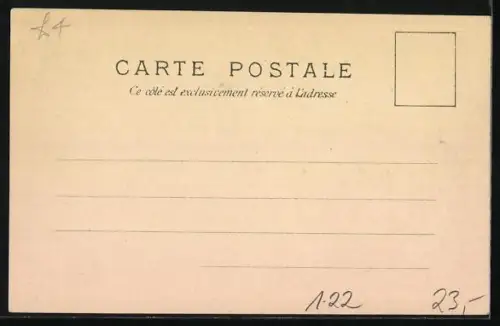 CARTE POSTALE
Ce côté est exclusivement réservé à l'adresse
1.22 23,-